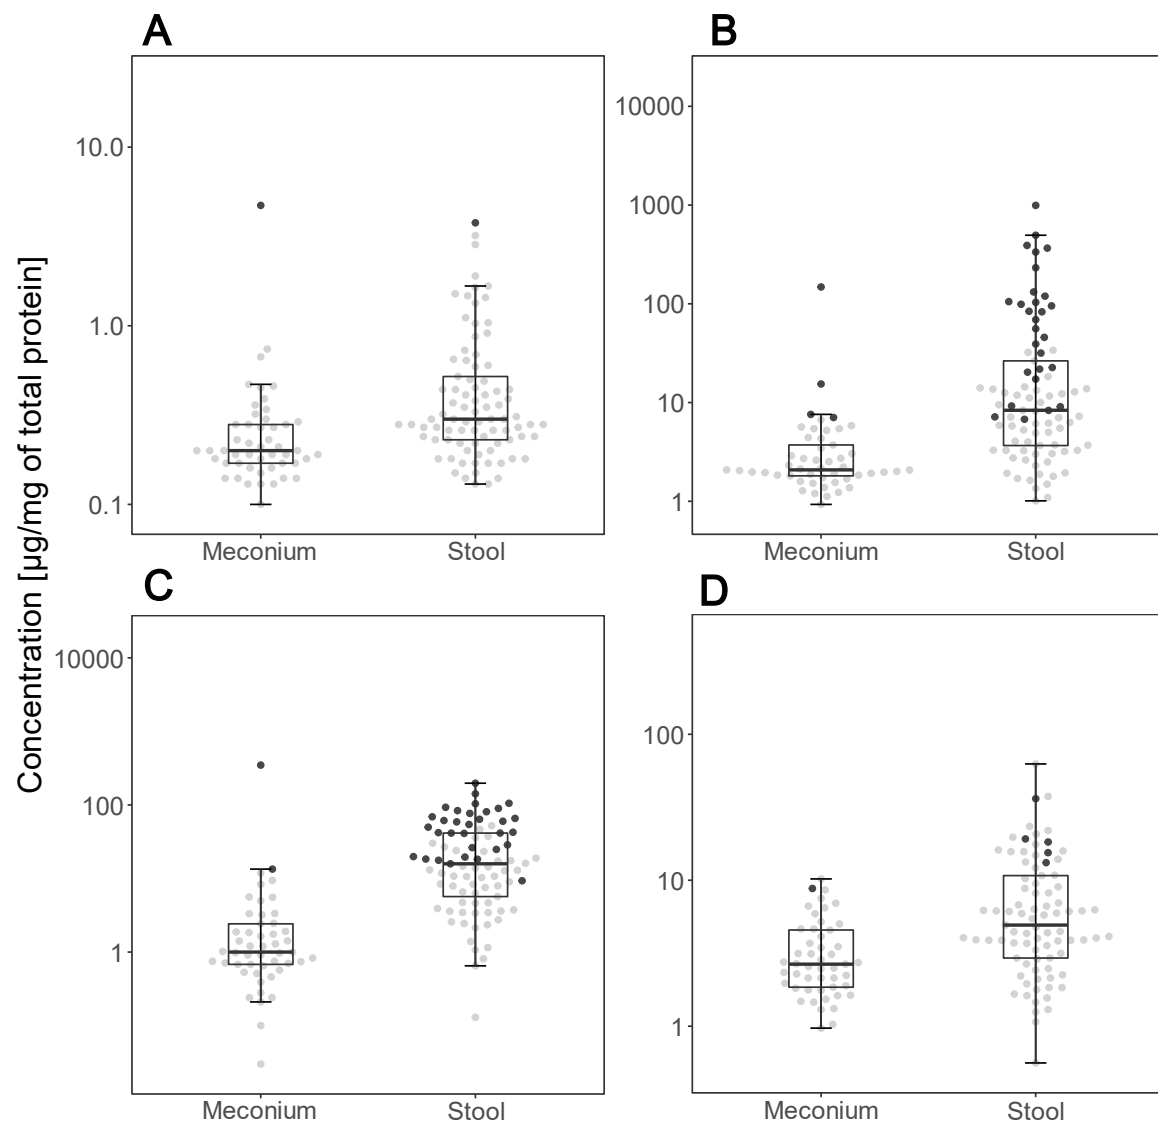 A
B
Concentration [µg/mg of total protein]
10.0
1.0
0.1
Meconium
Stool
10000
1000
100
10
1
Meconium
Stool
C
D
10000
100
1
Meconium
Stool
100
10
1
Meconium
Stool